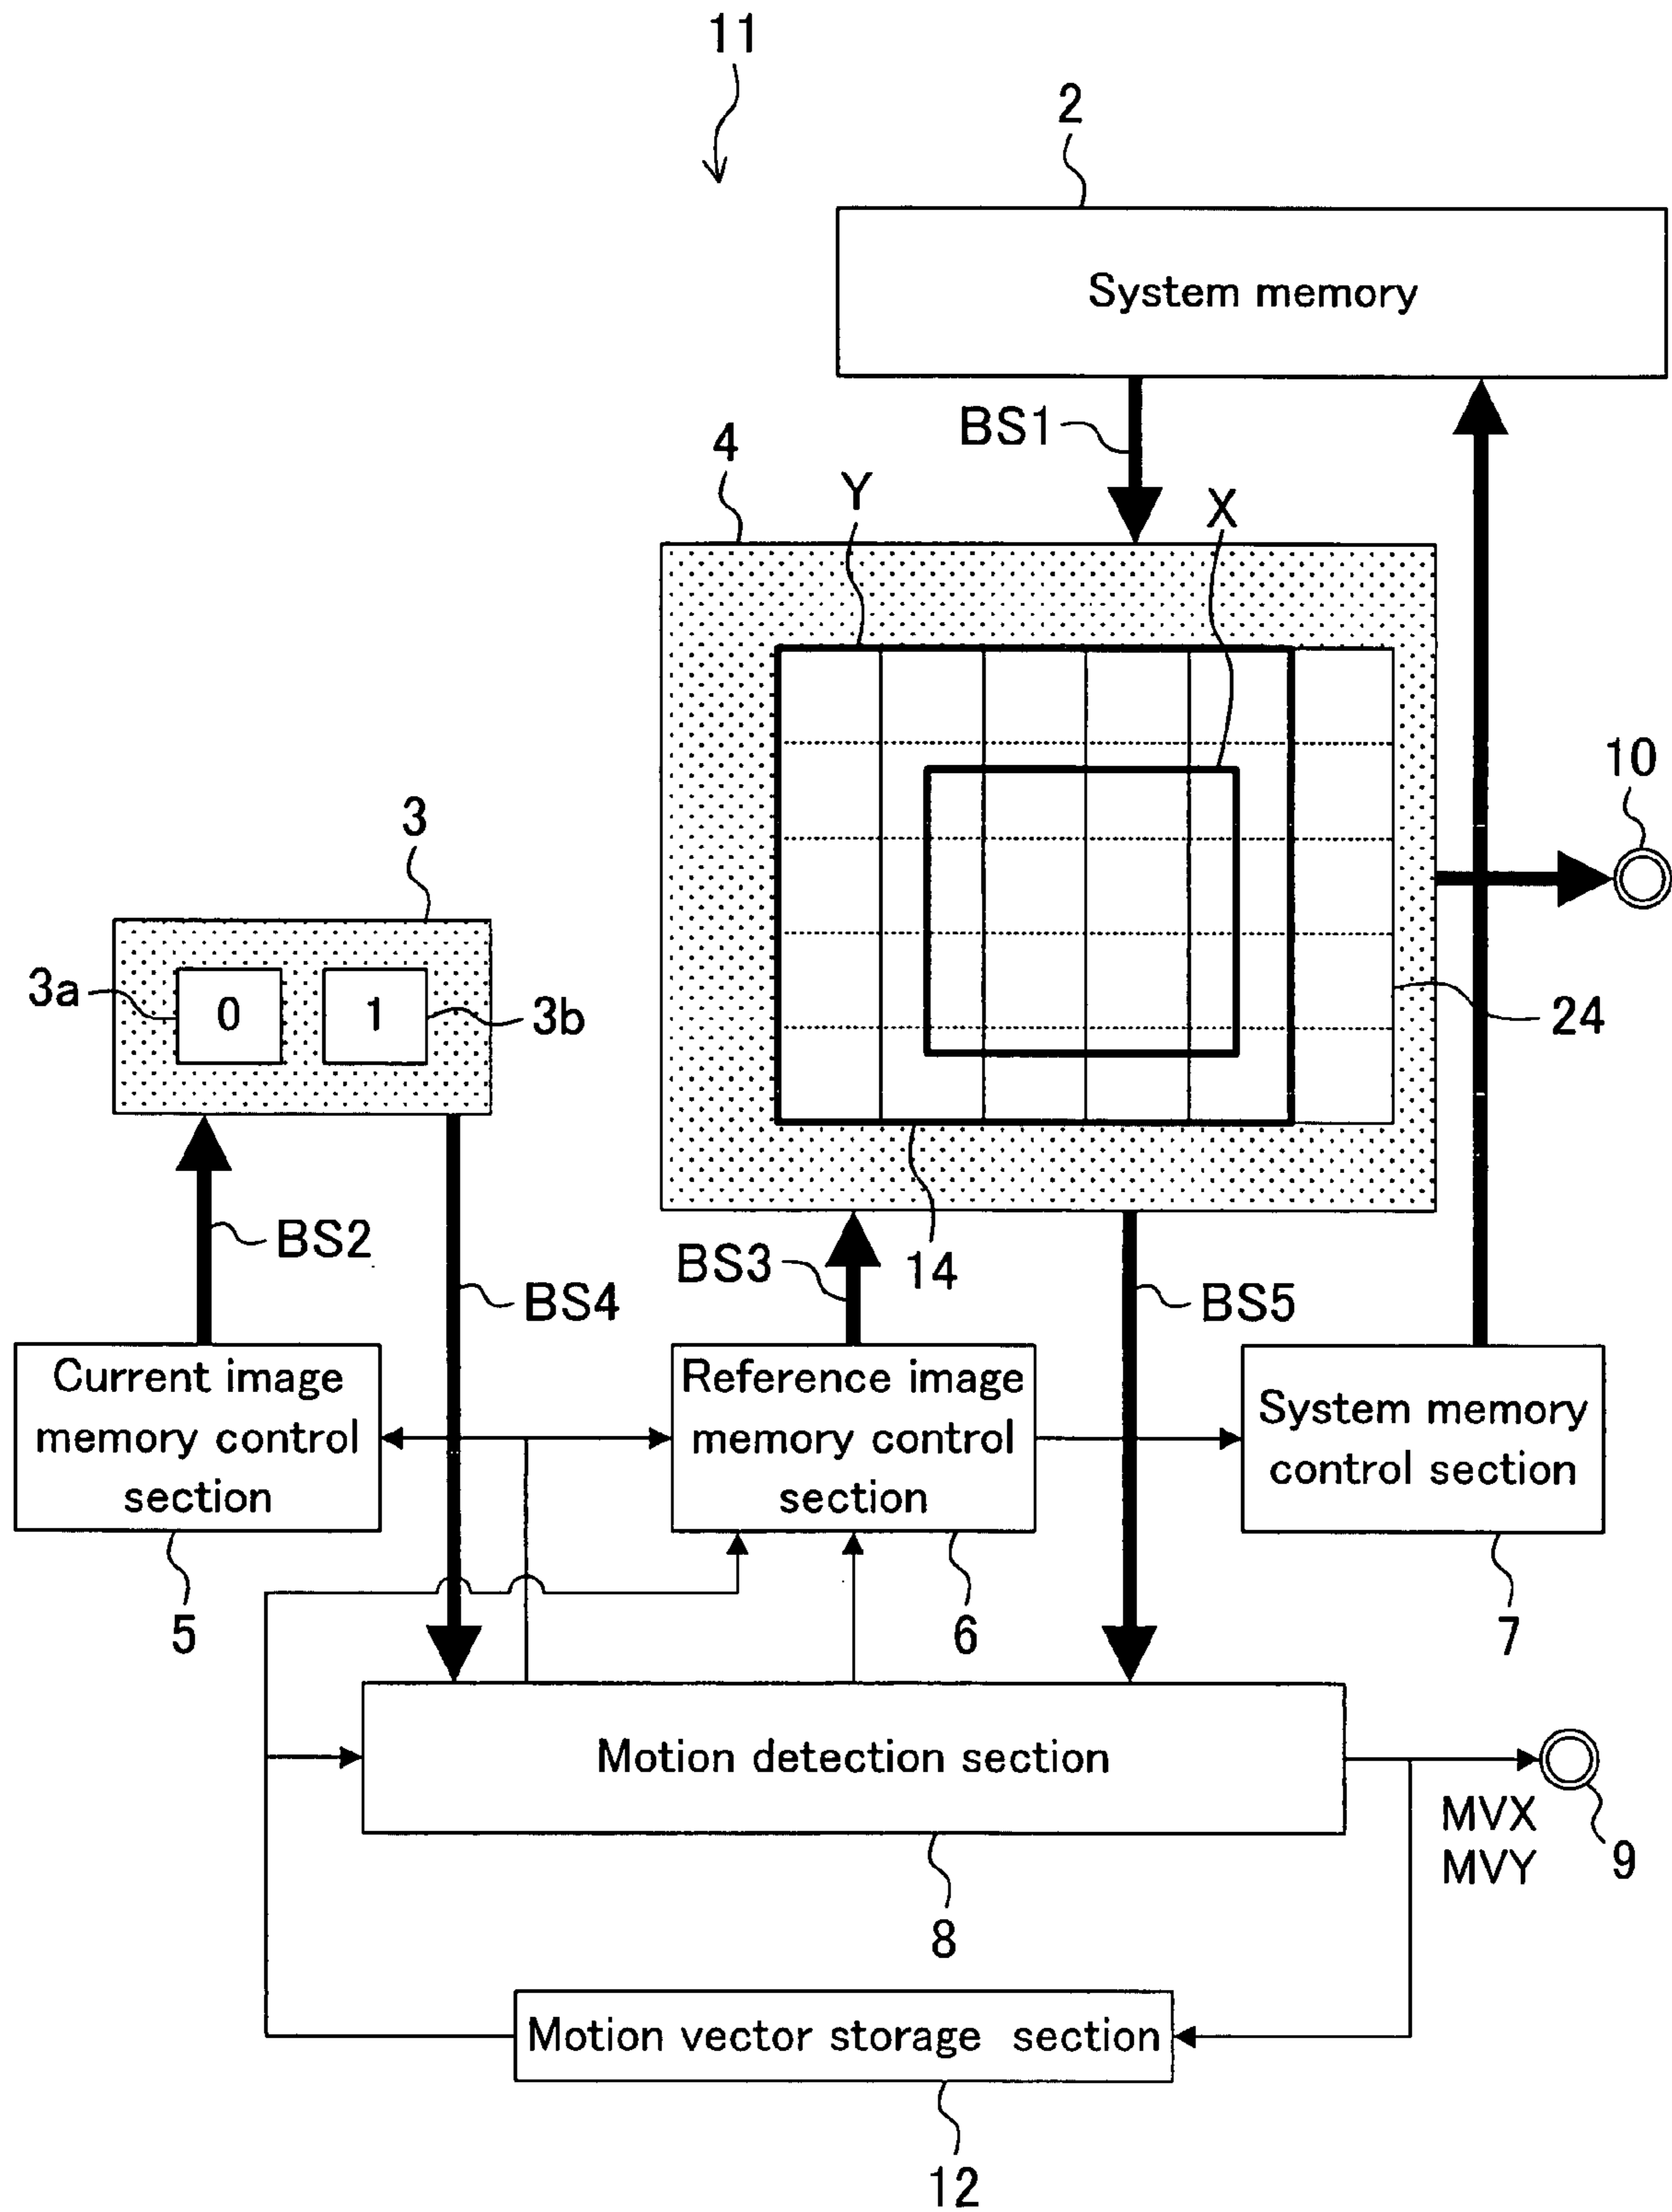 11
2
System memory
BS1
4
Y
X
10
3
3a
0
1
3b
24
BS2
BS4
BS3
14
BS5
Current image
memory control
section
Reference image
memory control
section
System memory
control section
5
6
7
Motion detection section
MVX
MVY
9
8
Motion vector storage section
12